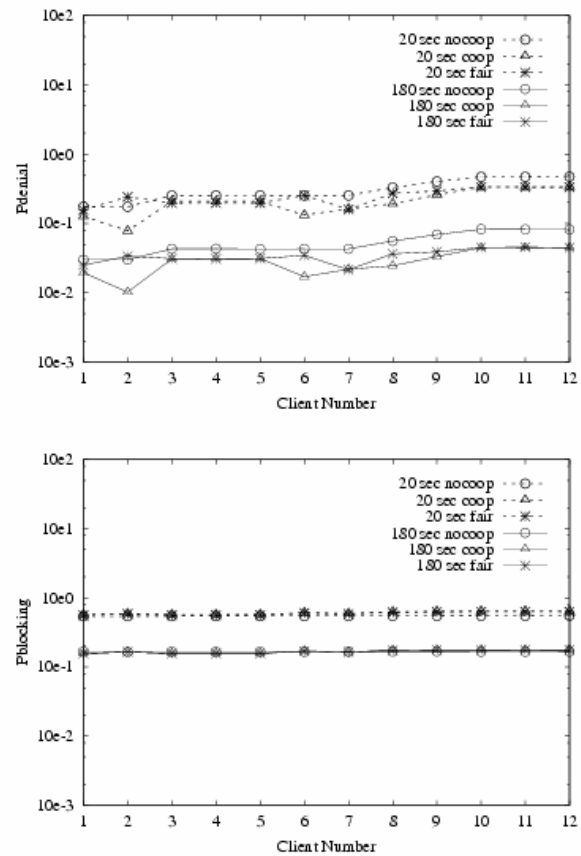 10e2
20 sec nocoop
20 sec coop
20 sec fair
180 sec nocoop
180 sec coop
180 sec fair
10e1
10e0
Pdenial
10e-1
10e-2
10e-3
1 2 3 4 5 6 7 8 9 10 11 12
Client Number
10e2
20 sec nocoop
20 sec coop
20 sec fair
180 sec nocoop
180 sec coop
180 sec fair
10e1
10e0
Pblocking
10e-1
10e-2
10e-3
1 2 3 4 5 6 7 8 9 10 11 12
Client Number